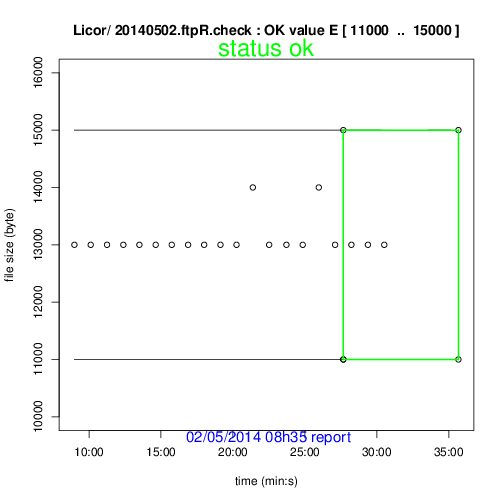 Licor/ 20140502.ftpR.check : OK value E [ 11000 .. 15000 ]
status ok
16000
15000
14000
13000
12000
11000
10000
file size (byte)
02/05/2014 08h35 report
10:00 15:00 20:00 25:00 30:00 35:00
time (min:s)